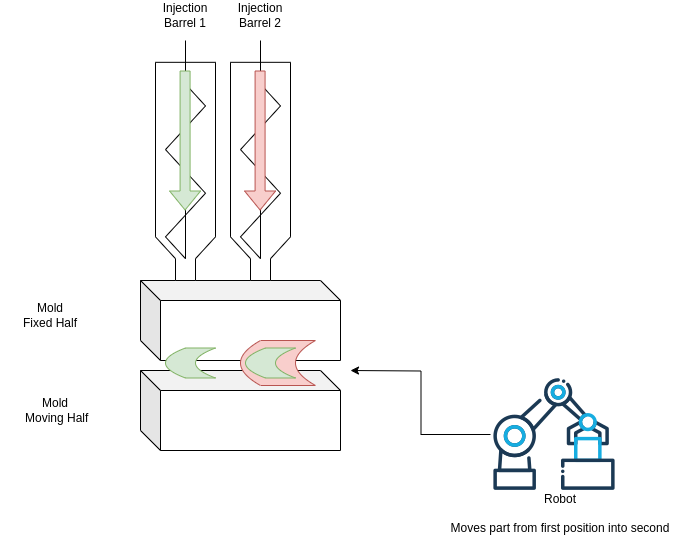 Injection
Barrel 1
Injection
Barrel 2
Mold
Fixed Half
Mold
Moving Half
Robot
Moves part from first position into second